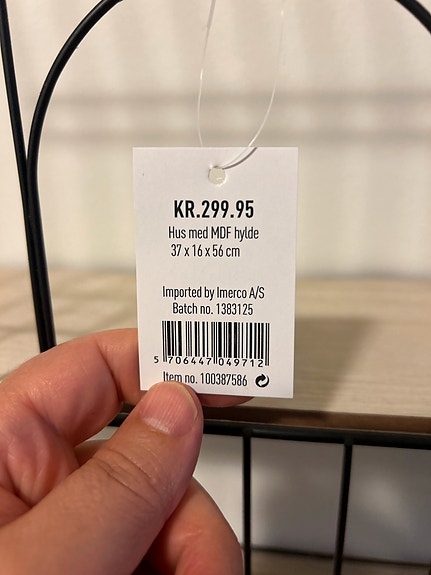 KR.299.95
Hus med MDF hylde
37 x 16 x 56 cm
Imported by Imerco A/S
Batch no. 1383125
5 706447 049712
Item no. 100387586